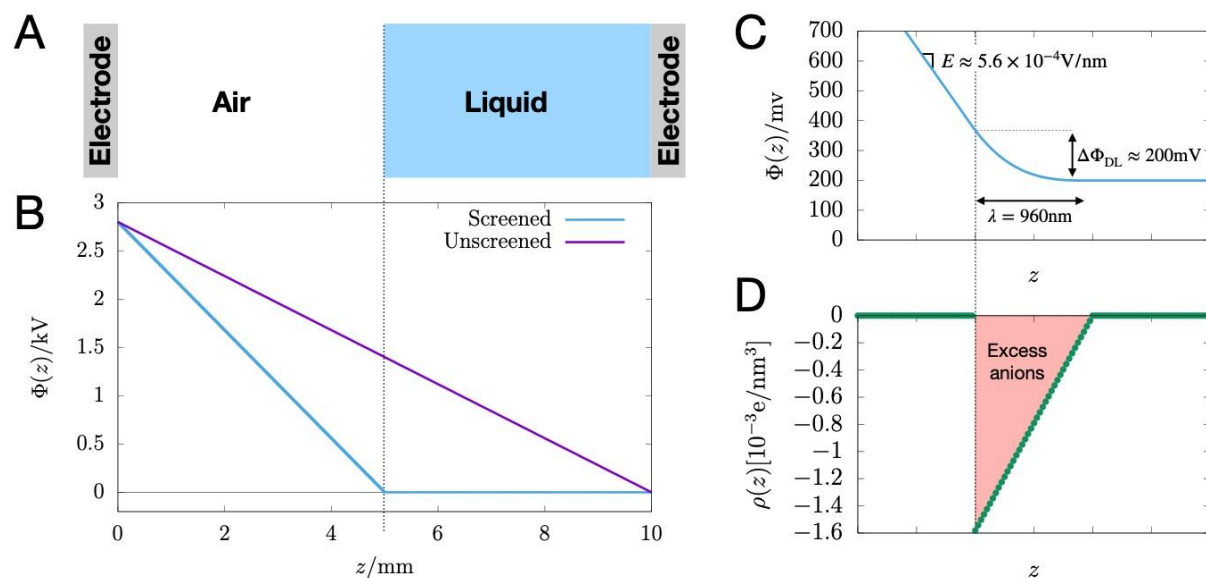 A
Electrode
Air
Liquid
Electrode
B
3
2.5
2
1.5
1
0.5
0
Φ(z)/kV
Screened
Unscreened
0
2
4
6
8
10
z/mm
C
700
600
500
400
300
200
100
0
Φ(z)/mv
E ≈ 5.6 × 10⁻⁴V/nm
ΔΦ_DL ≈ 200mV
λ = 960nm
z
D
0
−0.2
−0.4
−0.6
−0.8
−1
−1.2
−1.4
−1.6
ρ(z)[10⁻³e/nm³]
Excess
anions
z